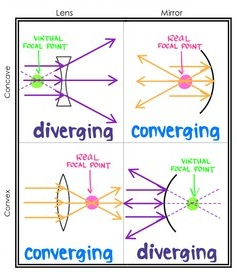 Lens Mirror
Concave
VIRTUAL
FOCAL POINT
REAL
FOCAL POINT
diverging converging
Convex
REAL
FOCAL POINT
VIRTUAL
FOCAL POINT
converging diverging